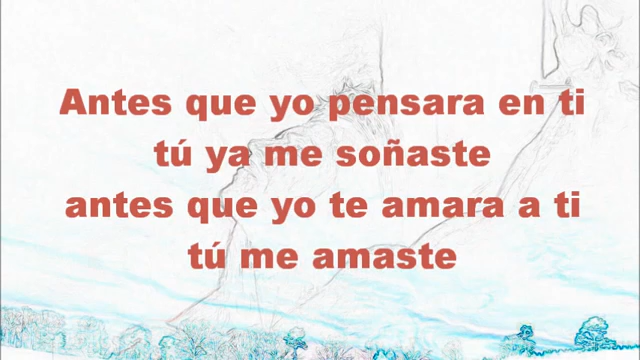 Antes que yo pensara en ti
tú ya me soñaste
antes que yo te amara a ti
tú me amaste